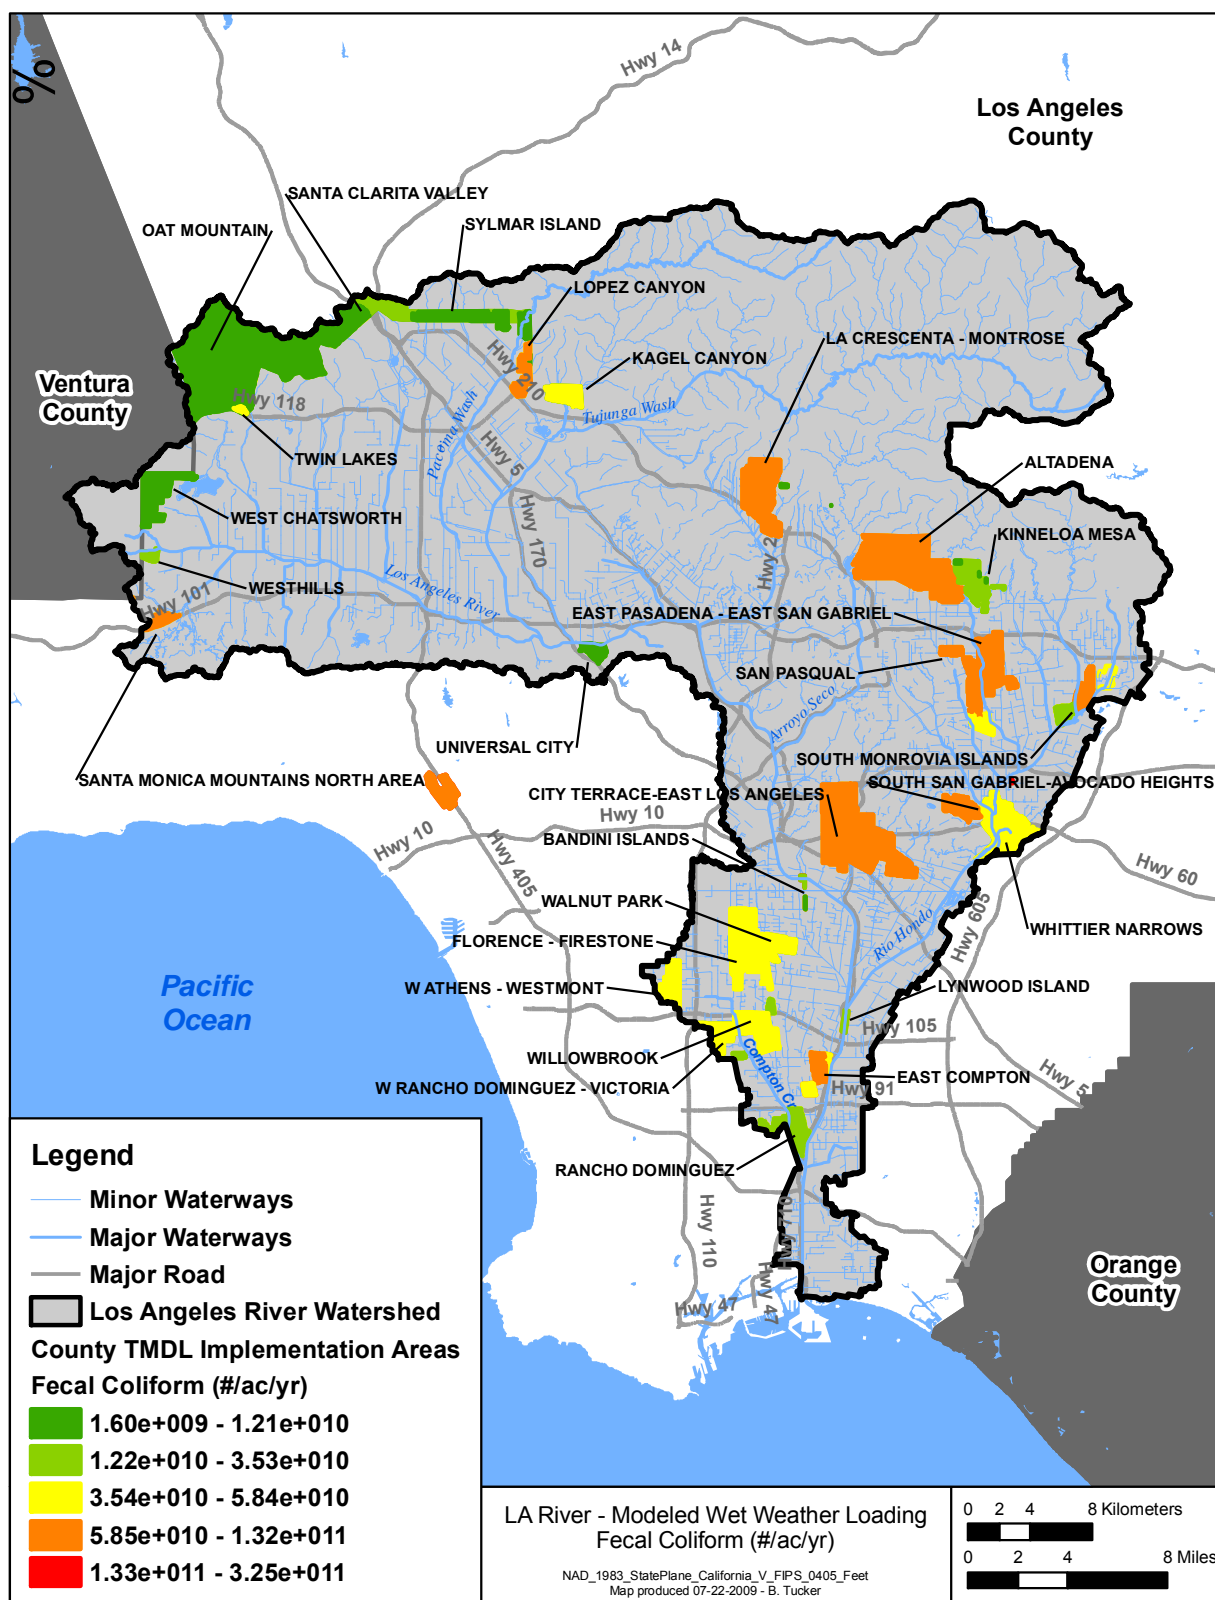 %
Hwy 14
Los Angeles
County
SANTA CLARITA VALLEY
OAT MOUNTAIN
SYLMAR ISLAND
LOPEZ CANYON
LA CRESCENTA - MONTROSE
KAGEL CANYON
Ventura
County
Hwy 210
Hwy 118
Pacoima Wash
Tujunga Wash
Hwy 5
TWIN LAKES
ALTADENA
WEST CHATSWORTH
Hwy 170
Hwy 2
KINNELOA MESA
WESTHILLS
Los Angeles River
Hwy 101
EAST PASADENA - EAST SAN GABRIEL
SAN PASQUAL
Arroyo Seco
UNIVERSAL CITY
SOUTH MONROVIA ISLANDS
SANTA MONICA MOUNTAINS NORTH AREA
SOUTH SAN GABRIEL-AVOCADO HEIGHTS
CITY TERRACE-EAST LOS ANGELES
Hwy 10
Hwy 10
BANDINI ISLANDS
Hwy 405
Hwy 60
WALNUT PARK
Rio Hondo
Hwy 605
WHITTIER NARROWS
FLORENCE - FIRESTONE
W ATHENS - WESTMONT
LYNWOOD ISLAND
Pacific
Ocean
Hwy 105
WILLOWBROOK
Compton Cr
EAST COMPTON
W RANCHO DOMINGUEZ - VICTORIA
Hwy 91
Hwy 5
RANCHO DOMINGUEZ
Hwy 110
Hwy 710
Hwy 47
Hwy 47
Orange
County
Legend
Minor Waterways
Major Waterways
Major Road
Los Angeles River Watershed
County TMDL Implementation Areas
Fecal Coliform (#/ac/yr)
1.60e+009 - 1.21e+010
1.22e+010 - 3.53e+010
3.54e+010 - 5.84e+010
5.85e+010 - 1.32e+011
1.33e+011 - 3.25e+011
LA River - Modeled Wet Weather Loading
Fecal Coliform (#/ac/yr)
NAD_1983_StatePlane_California_V_FIPS_0405_Feet
Map produced 07-22-2009 - B. Tucker
0 2 4 8 Kilometers
0 2 4 8 Miles